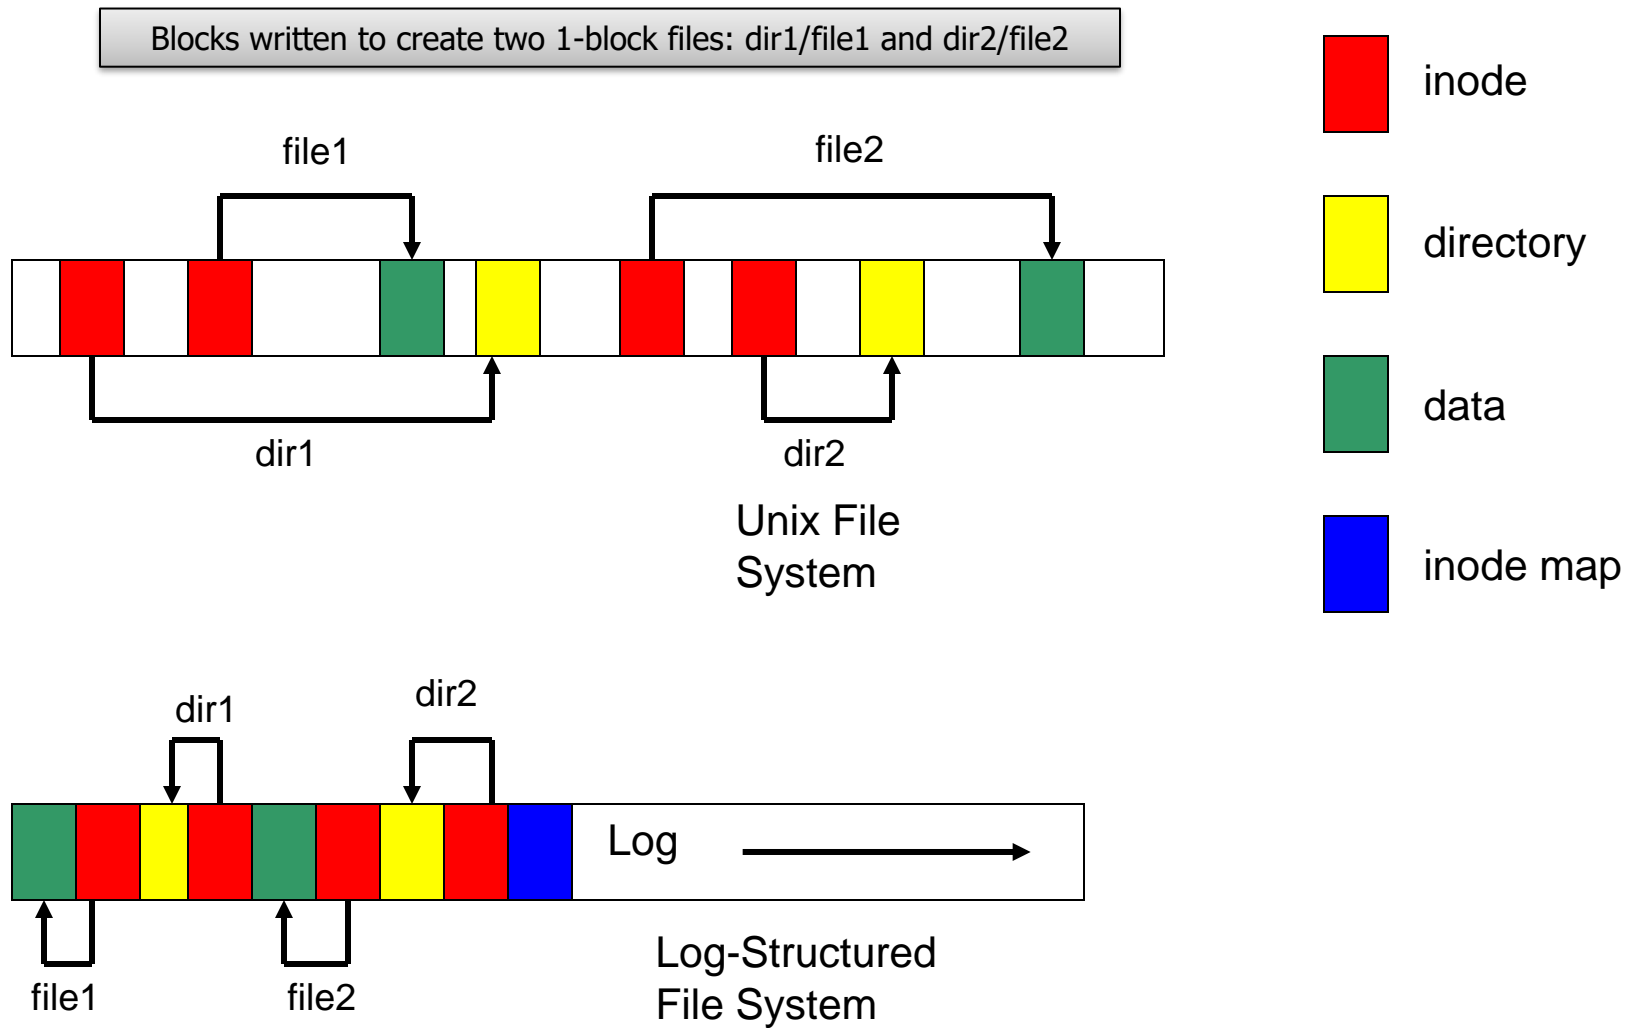 Blocks written to create two 1-block files: dir1/file1 and dir2/file2
inode
file1
file2
directory
data
dir1
dir2
Unix File
System
inode map
dir1
dir2
Log
Log-Structured
File System
file1
file2